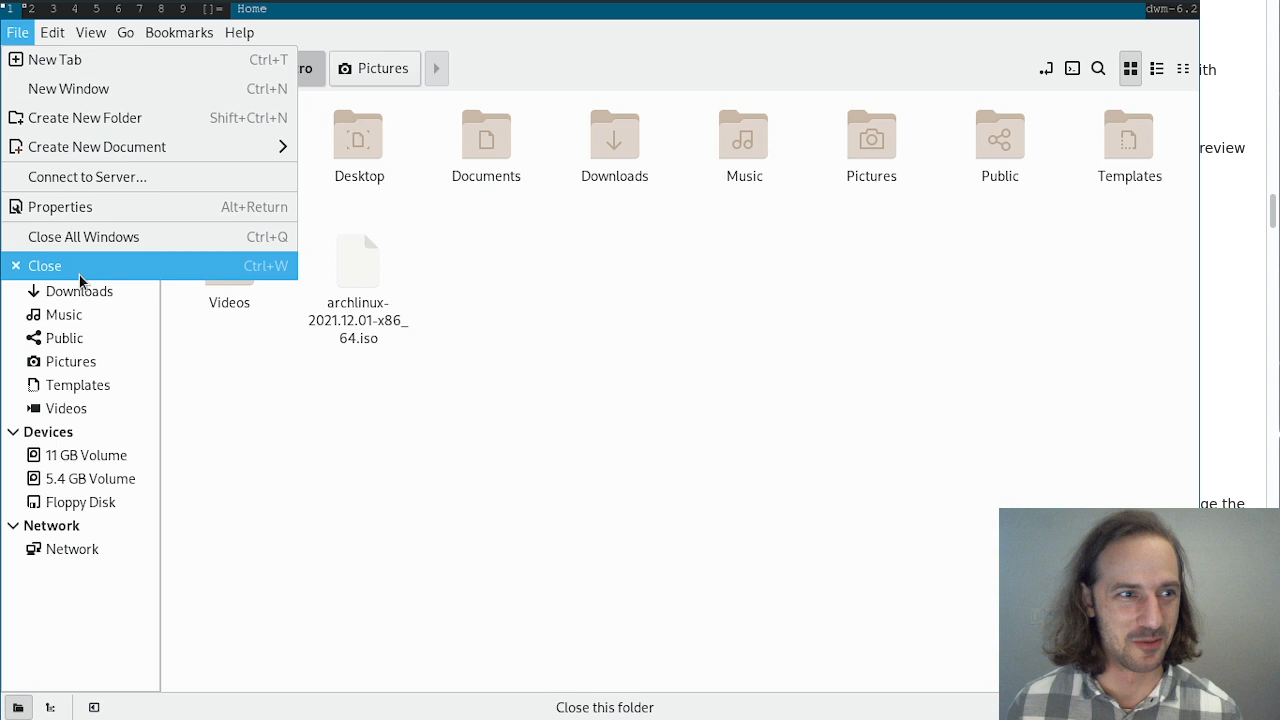 1 2 3 4 5 6 7 8 9 []= Home dwm-6.2
File Edit View Go Bookmarks Help
New Tab Ctrl+T
New Window Ctrl+N
Create New Folder Shift+Ctrl+N
Create New Document
Connect to Server...
Properties Alt+Return
Close All Windows Ctrl+Q
Close Ctrl+W
ro Pictures
ith
Desktop Documents Downloads Music Pictures Public Templates
review
Videos
archlinux-
2021.12.01-x86_
64.iso
Downloads
Music
Public
Pictures
Templates
Videos
Devices
11 GB Volume
5.4 GB Volume
Floppy Disk
Network
Network
ge the
Close this folder